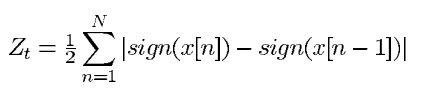 Z_t = \frac{1}{2} \sum_{n=1}^{N} |sign(x[n]) - sign(x[n-1])|